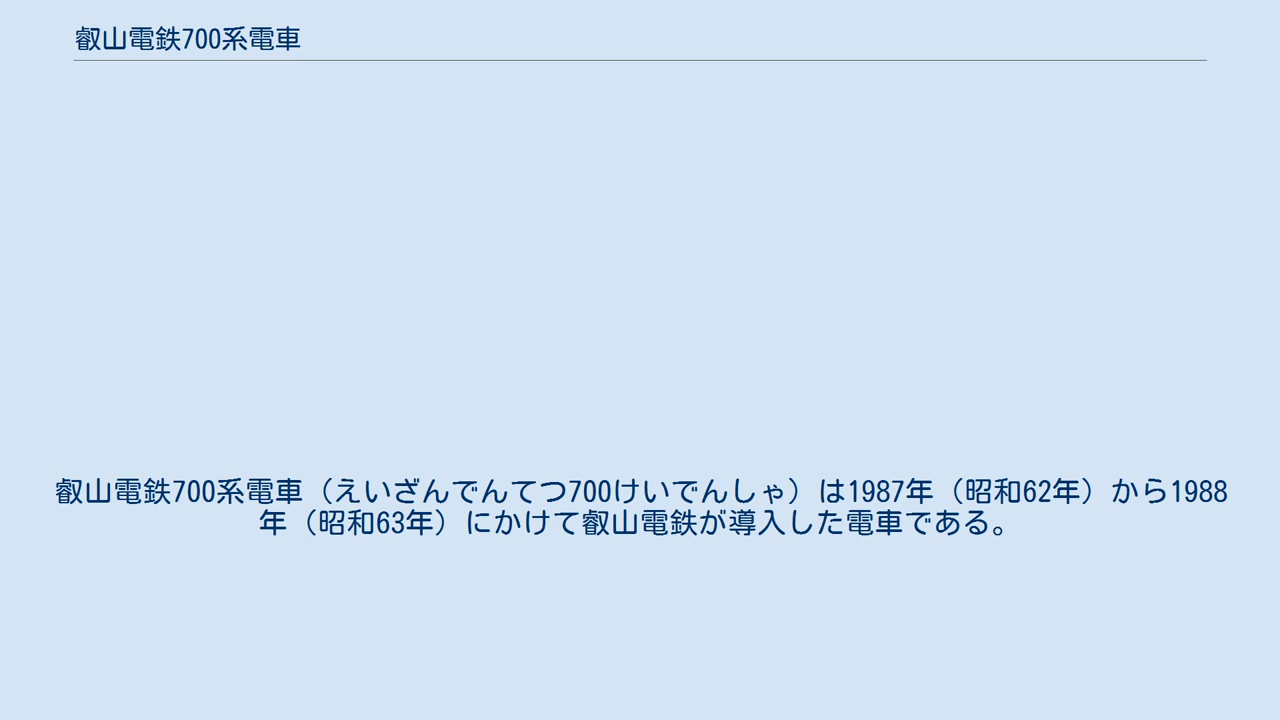 叡山電鉄700系電車
叡山電鉄700系電車（えいざんでんてつ700けいでんしゃ）は1987年（昭和62年）から1988
年（昭和63年）にかけて叡山電鉄が導入した電車である。